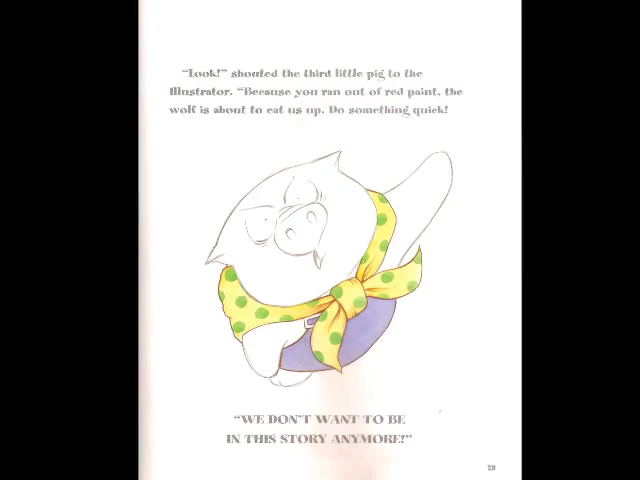 "Look!" shouted the third little pig to the
Illustrator. "Because you ran out of red paint, the
wolf is about to eat us up. Do something quick!
"WE DON'T WANT TO BE
IN THIS STORY ANYMORE!"
29